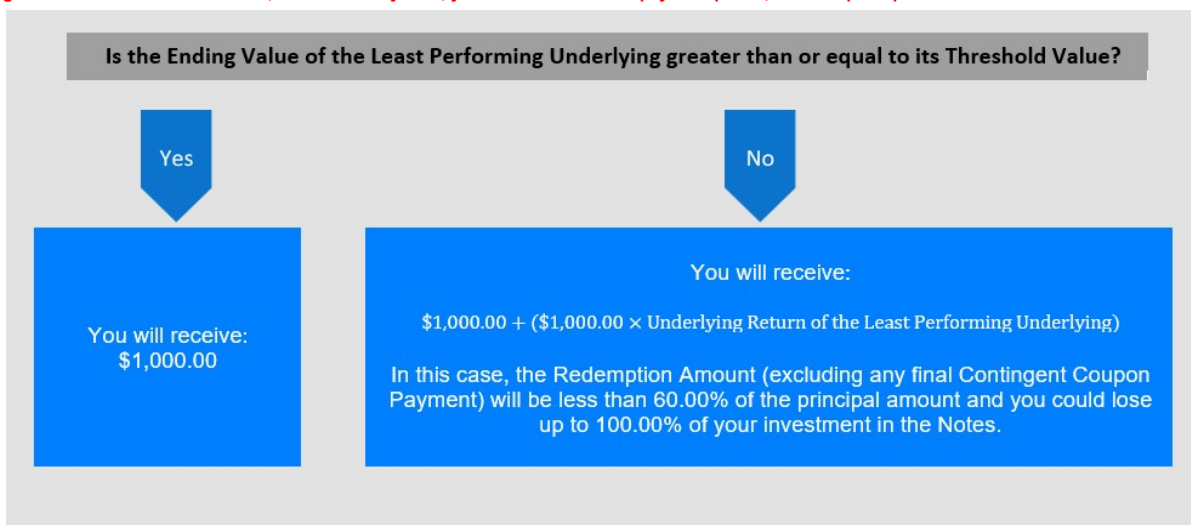 Is the Ending Value of the Least Performing Underlying greater than or equal to its Threshold Value?
Yes
No
You will receive:
$1,000.00
You will receive:
$1,000.00 + ($1,000.00 × Underlying Return of the Least Performing Underlying)
In this case, the Redemption Amount (excluding any final Contingent Coupon
Payment) will be less than 60.00% of the principal amount and you could lose
up to 100.00% of your investment in the Notes.